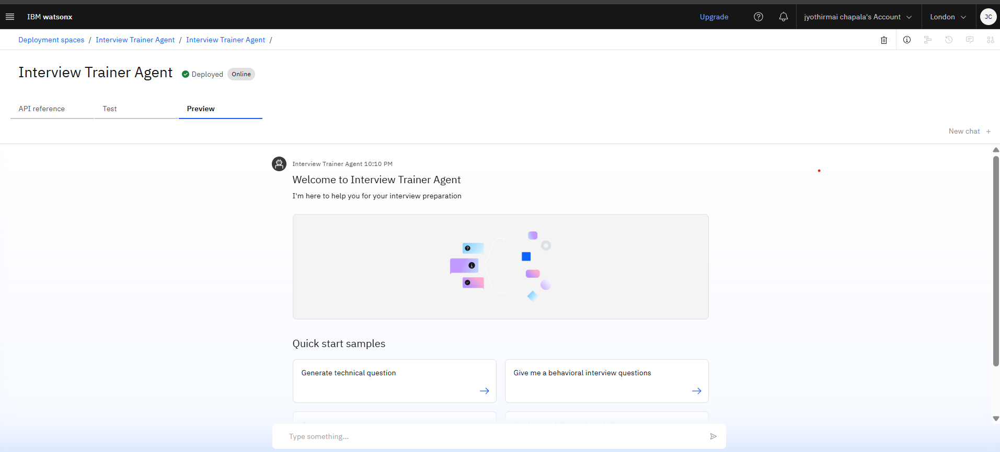 IBM watsonx
Upgrade
jyothirmai chapala's Account
London
JC
Deployment spaces / Interview Trainer Agent / Interview Trainer Agent /
Interview Trainer Agent
Deployed
Online
API reference
Test
Preview
New chat +
Interview Trainer Agent 10:10 PM
Welcome to Interview Trainer Agent
I'm here to help you for your interview preparation
Quick start samples
Generate technical question
Give me a behavioral interview questions
Type something...